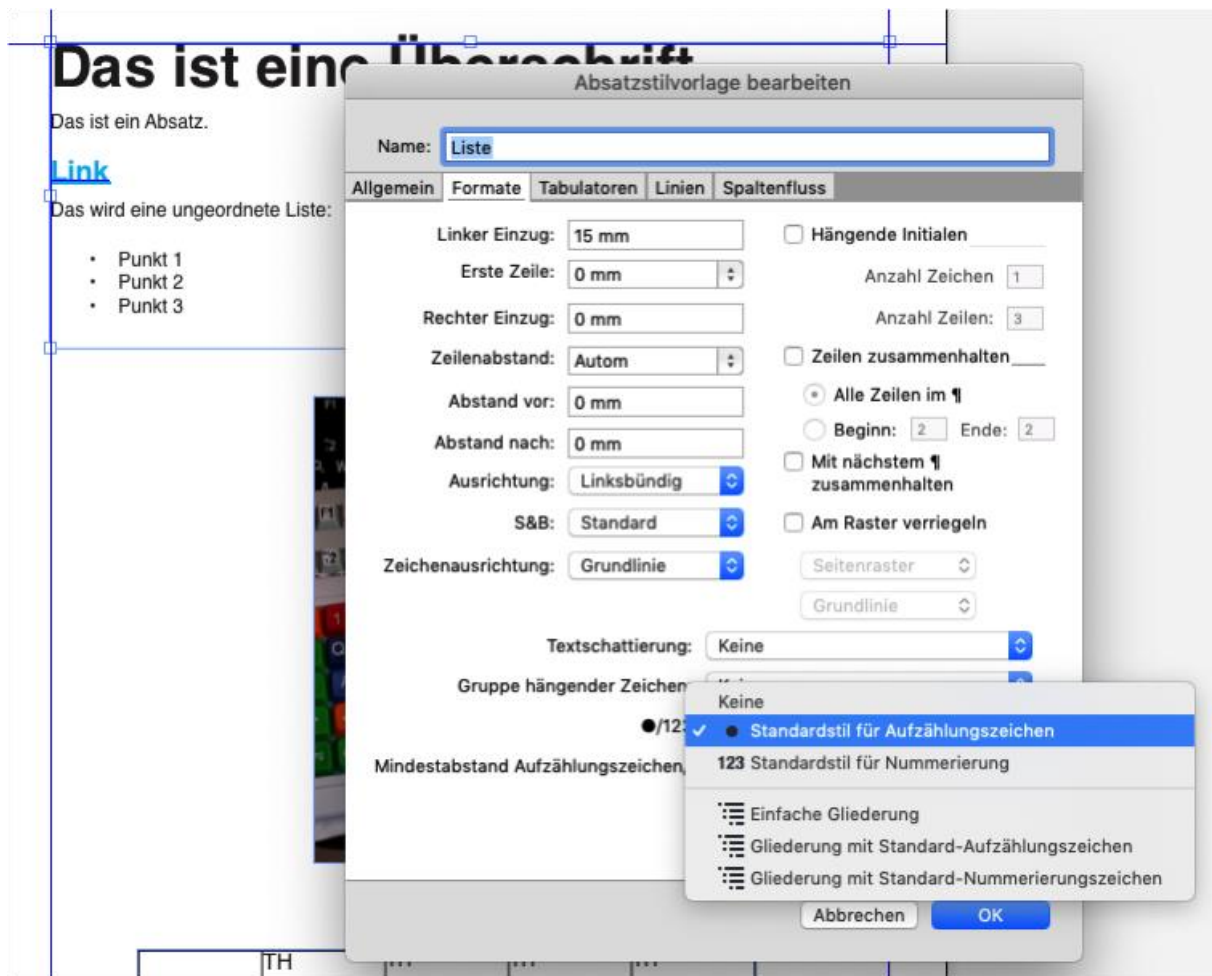 Das ist eine Überschrift
Das ist ein Absatz.
Link
Das wird eine ungeordnete Liste:
• Punkt 1
• Punkt 2
• Punkt 3
TH
Absatzstilvorlage bearbeiten
Name: Liste
Allgemein Formate Tabulatoren Linien Spaltenfluss
Linker Einzug: 15 mm
Erste Zeile: 0 mm
Rechter Einzug: 0 mm
Zeilenabstand: Autom
Abstand vor: 0 mm
Abstand nach: 0 mm
Ausrichtung: Linksbündig
S&B: Standard
Zeichenausrichtung: Grundlinie
Hängende Initialen
Anzahl Zeichen 1
Anzahl Zeilen: 3
Zeilen zusammenhalten
Alle Zeilen im ¶
Beginn: 2 Ende: 2
Mit nächstem ¶
zusammenhalten
Am Raster verriegeln
Seitenraster
Grundlinie
Textschattierung: Keine
Gruppe hängender Zeichen
●/123
Mindestabstand Aufzählungszeichen
Keine
✓ ● Standardstil für Aufzählungszeichen
123 Standardstil für Nummerierung
Einfache Gliederung
Gliederung mit Standard-Aufzählungszeichen
Gliederung mit Standard-Nummerierungszeichen
Abbrechen OK